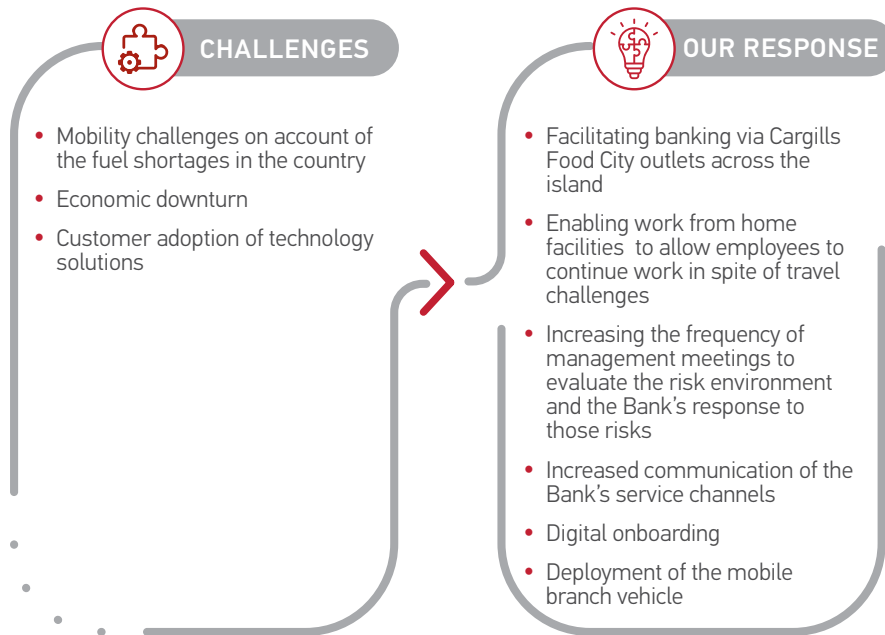 CHALLENGES
• Mobility challenges on account of
the fuel shortages in the country
• Economic downturn
• Customer adoption of technology
solutions
OUR RESPONSE
• Facilitating banking via Cargills
Food City outlets across the
island
• Enabling work from home
facilities to allow employees to
continue work in spite of travel
challenges
• Increasing the frequency of
management meetings to
evaluate the risk environment
and the Bank’s response to
those risks
• Increased communication of the
Bank’s service channels
• Digital onboarding
• Deployment of the mobile
branch vehicle